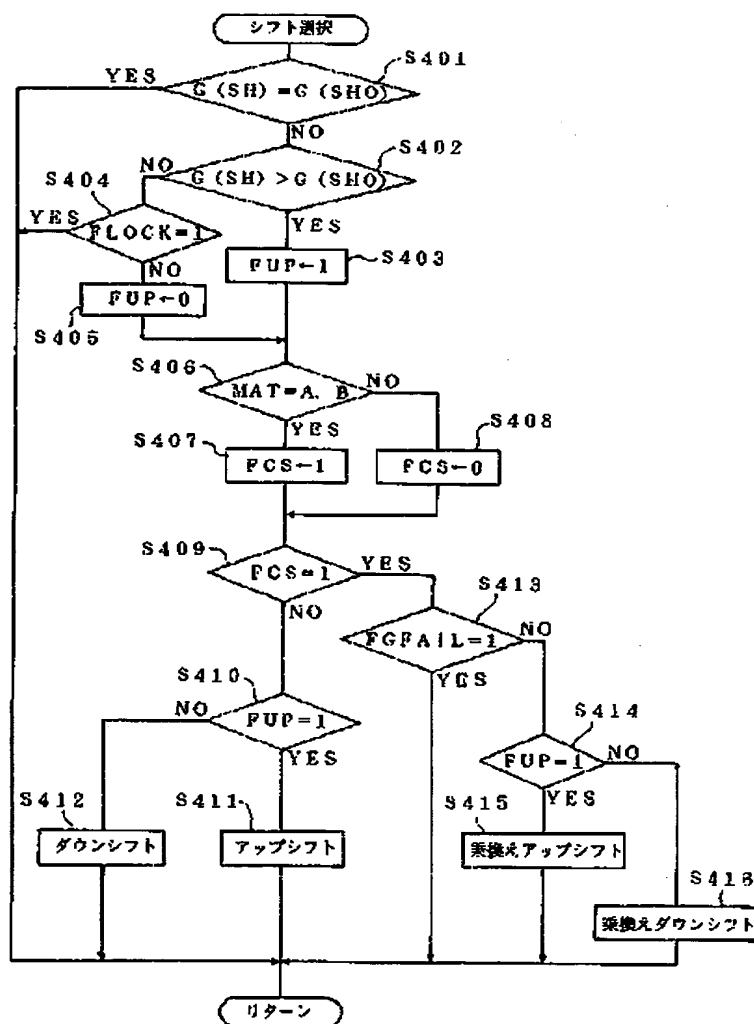 シフト選択
S401
YES
G(SH)=G(SHO)
NO
S402
NO
G(SH)>G(SHO)
S404
YES
FLOCK=1
YES
S403
NO
FUP←1
FUP←0
S405
S406
MAT=A、B
NO
YES
S407
S408
FCS←1
FCS←0
S409
FCS=1
YES
S413
NO
FGFAIL=1
NO
S410
YES
NO
FUP=1
S414
YES
FUP=1
NO
S412
S411
S415
YES
ダウンシフト
アップシフト
乗換えアップシフト
S416
乗換えダウンシフト
リターン